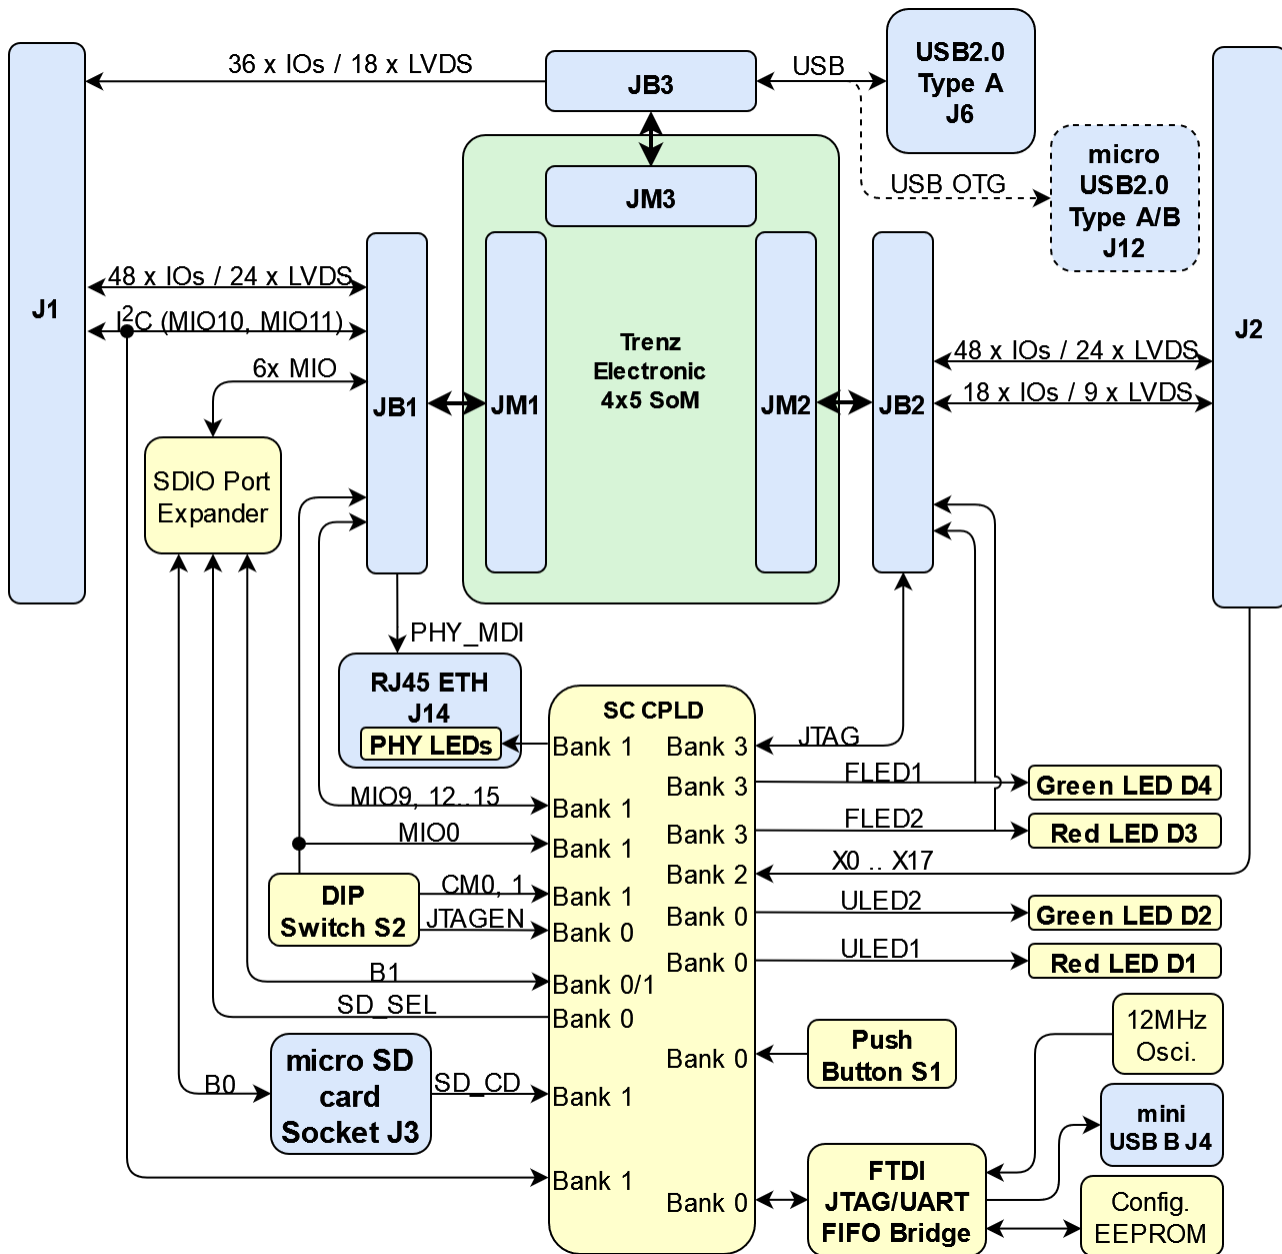 36 x IOs / 18 x LVDS
JB3
USB
USB2.0
Type A
J6
micro
USB2.0
Type A/B
J12
USB OTG
JM3
J1
48 x IOs / 24 x LVDS
I2C (MIO10, MIO11)
6x MIO
JB1
JM1
Trenz
Electronic
4x5 SoM
JM2
JB2
48 x IOs / 24 x LVDS
18 x IOs / 9 x LVDS
J2
SDIO Port
Expander
PHY_MDI
RJ45 ETH
J14
PHY LEDs
SC CPLD
Bank 1
Bank 3
JTAG
MIO9, 12..15
Bank 1
Bank 3
FLED1
Green LED D4
MIO0
Bank 1
Bank 3
FLED2
Red LED D3
Bank 2
X0 .. X17
DIP
Switch S2
CM0, 1
Bank 1
JTAGEN
Bank 0
Bank 0
ULED2
Green LED D2
Bank 0
ULED1
Red LED D1
B1
Bank 0/1
SD_SEL
Bank 0
Bank 0
Push
Button S1
12MHz
Osci.
micro SD
card
Socket J3
B0
SD_CD
Bank 1
mini
USB B J4
Bank 1
Bank 0
FTDI
JTAG/UART
FIFO Bridge
Config.
EEPROM